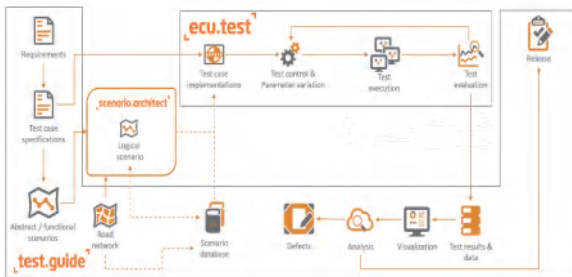 ecu.test
Requirements
Test case
implementations
Test control &
Parameter variation
Test
execution
Test
evaluation
Release
Test case
specifications
scenario.architect
Logical
scenario
Abstract / functional
scenarios
Road
network
Scenario
database
Defects
Analysis
Visualization
Test results &
data
test.guide